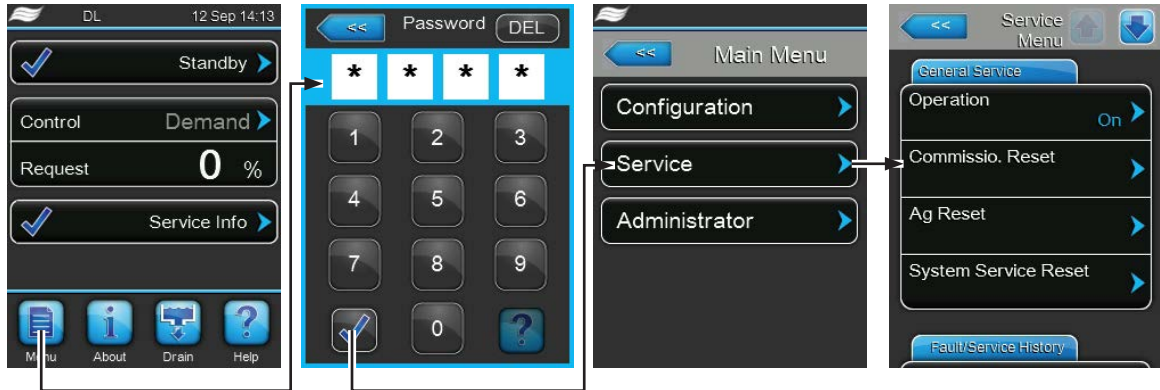 DL 12 Sep 14:13
Standby
Control Demand
Request 0 %
Service Info
Menu About Drain Help
<< Password DEL
* * * *
1 2 3
4 5 6
7 8 9
0 ?
<< Main Menu
Configuration
Service
Administrator
<< Service
Menu
General Service
Operation
On
Commissio. Reset
Ag Reset
System Service Reset
Fault/Service History